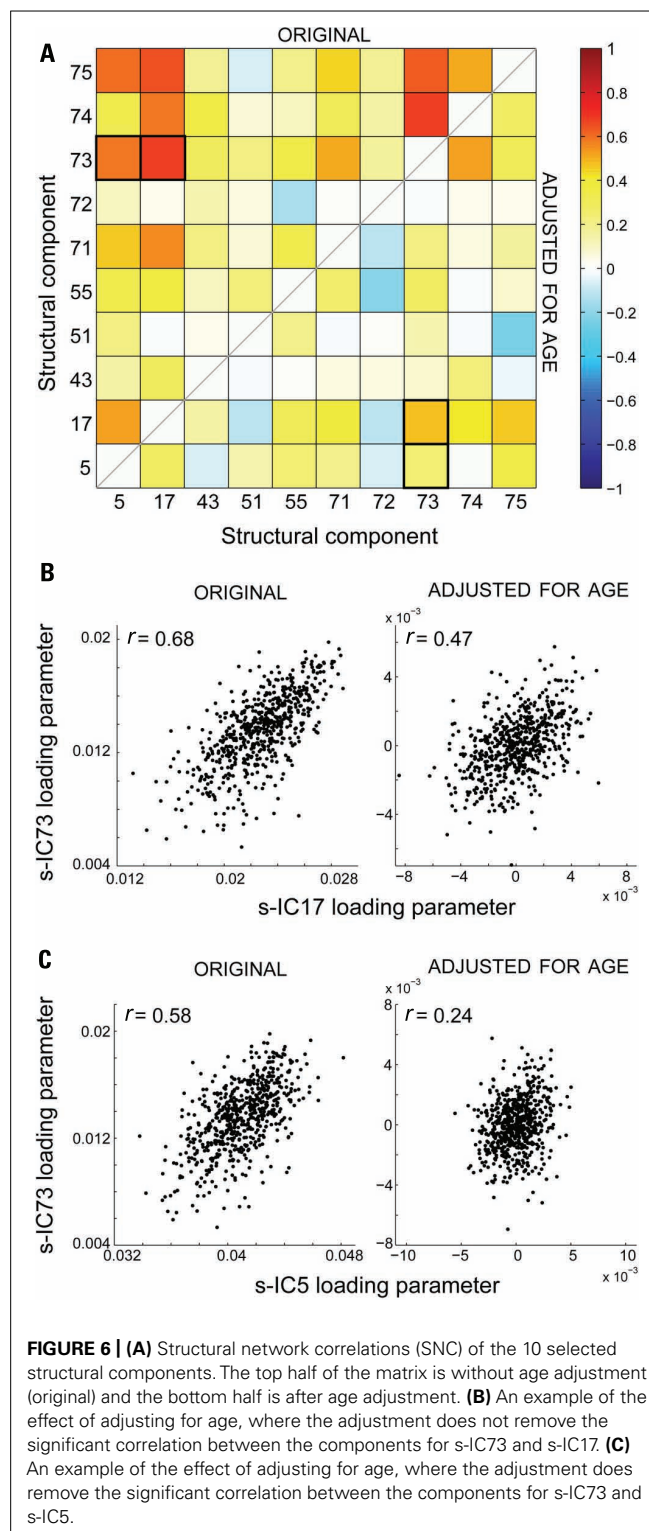 A
ORIGINAL
75
74
73
72
71
55
51
43
17
5
Structural component
5 17 43 51 55 71 72 73 74 75
Structural component
ADJUSTED FOR AGE
1
0.8
0.6
0.4
0.2
0
-0.2
-0.4
-0.6
-0.8
-1
B
ORIGINAL
r = 0.68
0.02
0.012
0.004
s-IC73 loading parameter
0.012 0.02 0.028
ADJUSTED FOR AGE
x 10⁻³
r = 0.47
4
0
-4
-8 -4 0 4 8
x 10⁻³
s-IC17 loading parameter
C
ORIGINAL
r = 0.58
0.02
0.012
0.004
s-IC73 loading parameter
0.032 0.04 0.048
ADJUSTED FOR AGE
x 10⁻³
8
r = 0.24
4
0
-4
-8
-10 -5 0 5 10
x 10⁻³
s-IC5 loading parameter
FIGURE 6 | (A) Structural network correlations (SNC) of the 10 selected
structural components. The top half of the matrix is without age adjustment
(original) and the bottom half is after age adjustment. (B) An example of the
effect of adjusting for age, where the adjustment does not remove the
significant correlation between the components for s-IC73 and s-IC17. (C)
An example of the effect of adjusting for age, where the adjustment does
remove the significant correlation between the components for s-IC73 and
s-IC5.